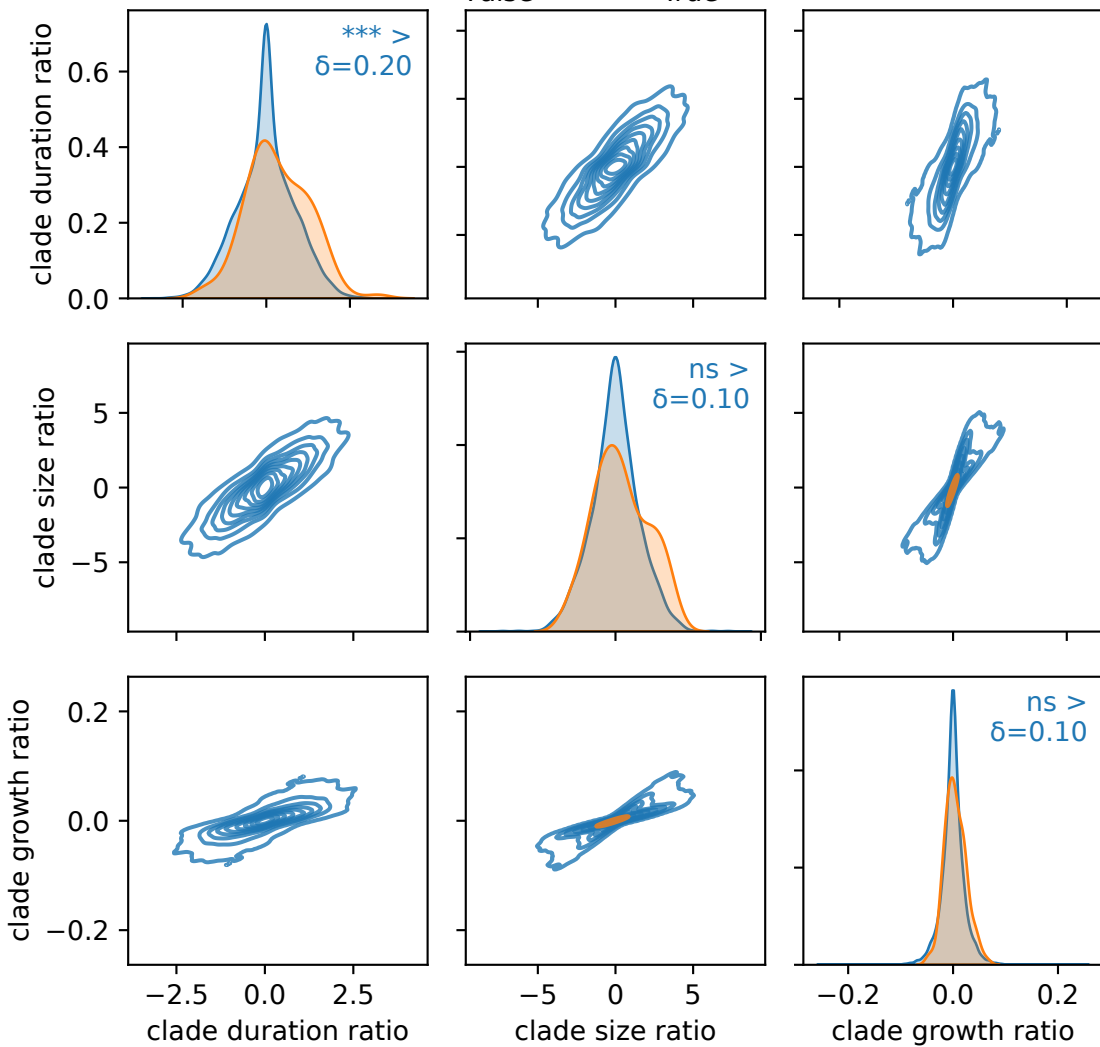 *** >
δ=0.20
clade duration ratio
0.6
0.4
0.2
0.0
ns >
δ=0.10
clade size ratio
5
0
−5
ns >
δ=0.10
clade growth ratio
0.2
0.0
−0.2
−2.5 0.0 2.5 −5 0 5 −0.2 0.0 0.2
clade duration ratio clade size ratio clade growth ratio